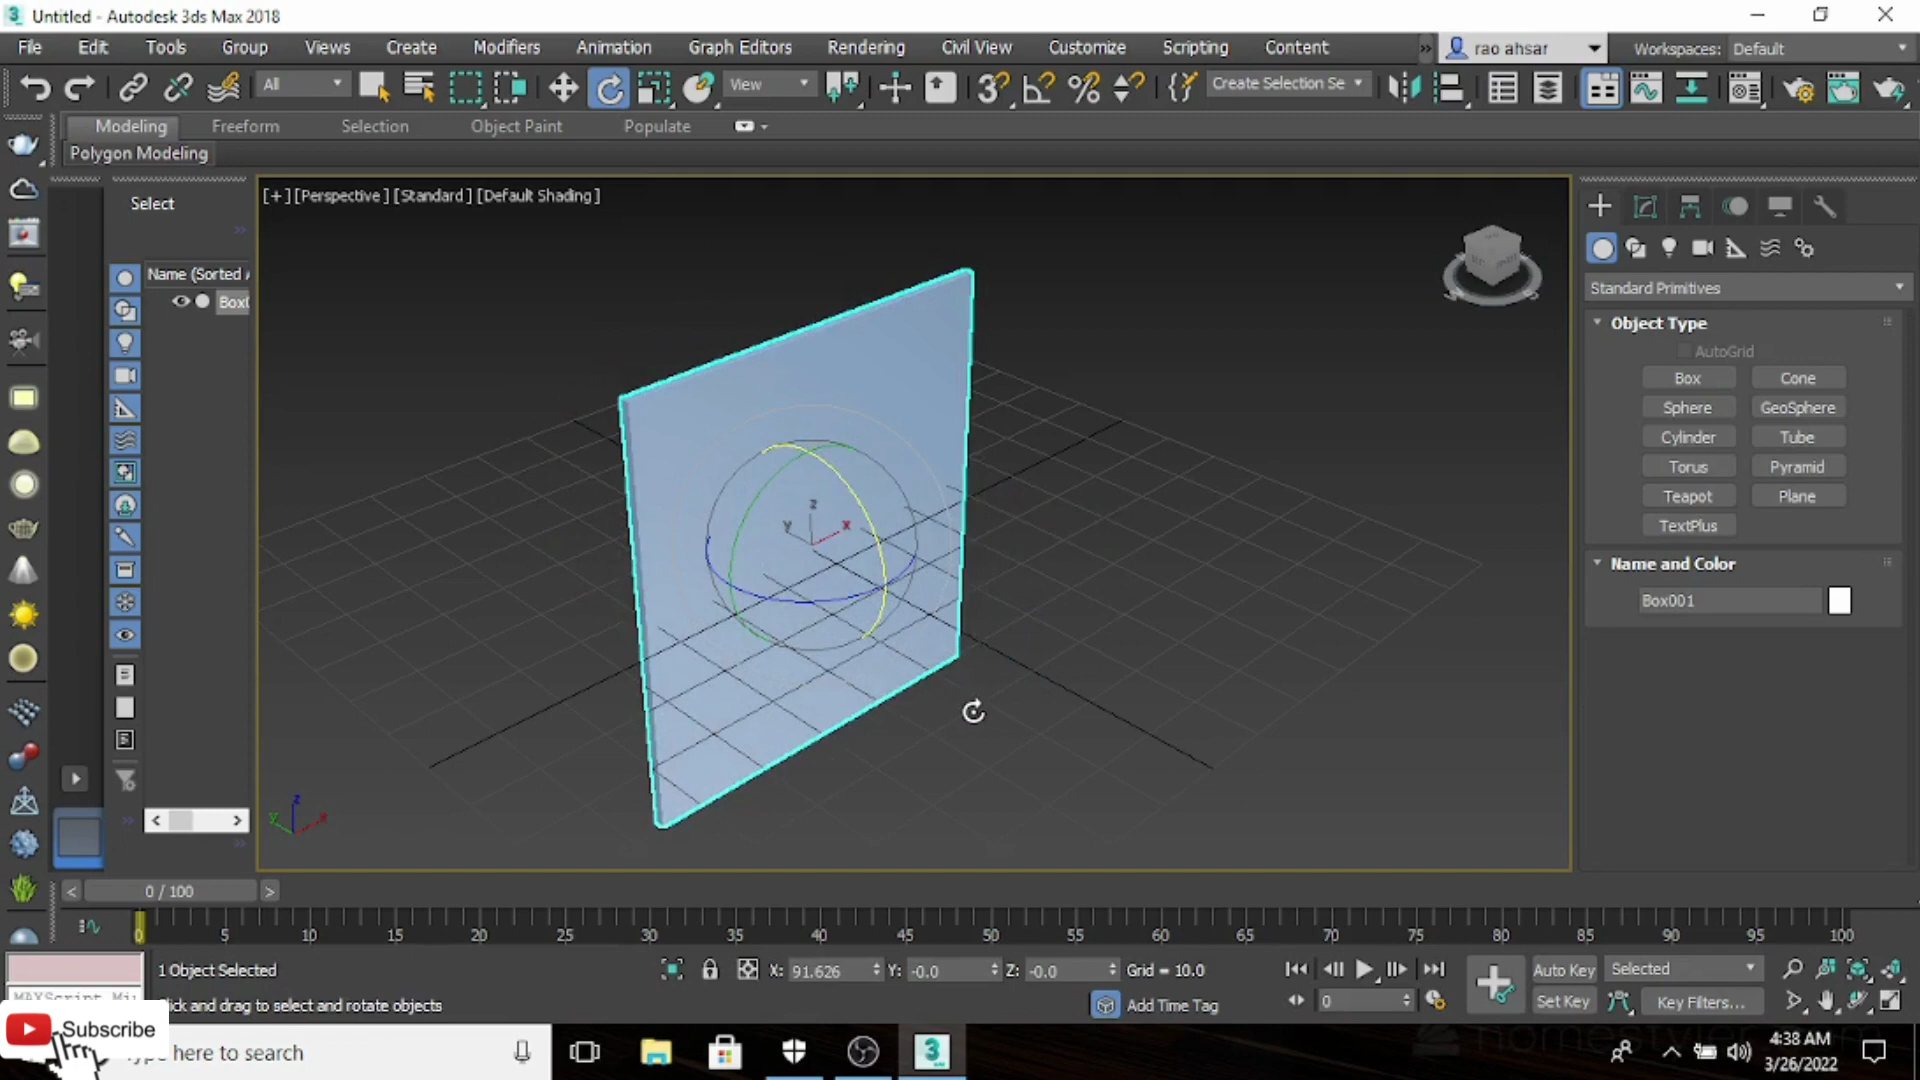 Untitled - Autodesk 3ds Max 2018
File Edit Tools Group Views Create Modifiers Animation Graph Editors Rendering Civil View Customize Scripting Content » rao ahsar Workspaces: Default
All View Create Selection Se
Modeling Freeform Selection Object Paint Populate
Polygon Modeling
Select
[+] [Perspective] [Standard] [Default Shading]
Name (Sorted
Box
Standard Primitives
Object Type
AutoGrid
Box Cone
Sphere GeoSphere
Cylinder Tube
Torus Pyramid
Teapot Plane
TextPlus
Name and Color
Box001
z
y x
z
y x
< 0 / 100 >
0 5 10 15 20 25 30 35 40 45 50 55 60 65 70 75 80 85 90 95 100
1 Object Selected X: 91.626 Y: -0.0 Z: -0.0 Grid = 10.0 Auto Key Selected
MAXScript Mi
lick and drag to select and rotate objects Add Time Tag 0 Set Key Key Filters...
Subscribe
ype here to search
homestyler.com
4:38 AM
3/26/2022